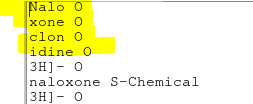 Nalo O
xone O
clon O
idine O
3H]- O
naloxone S-Chemical
3H]- O